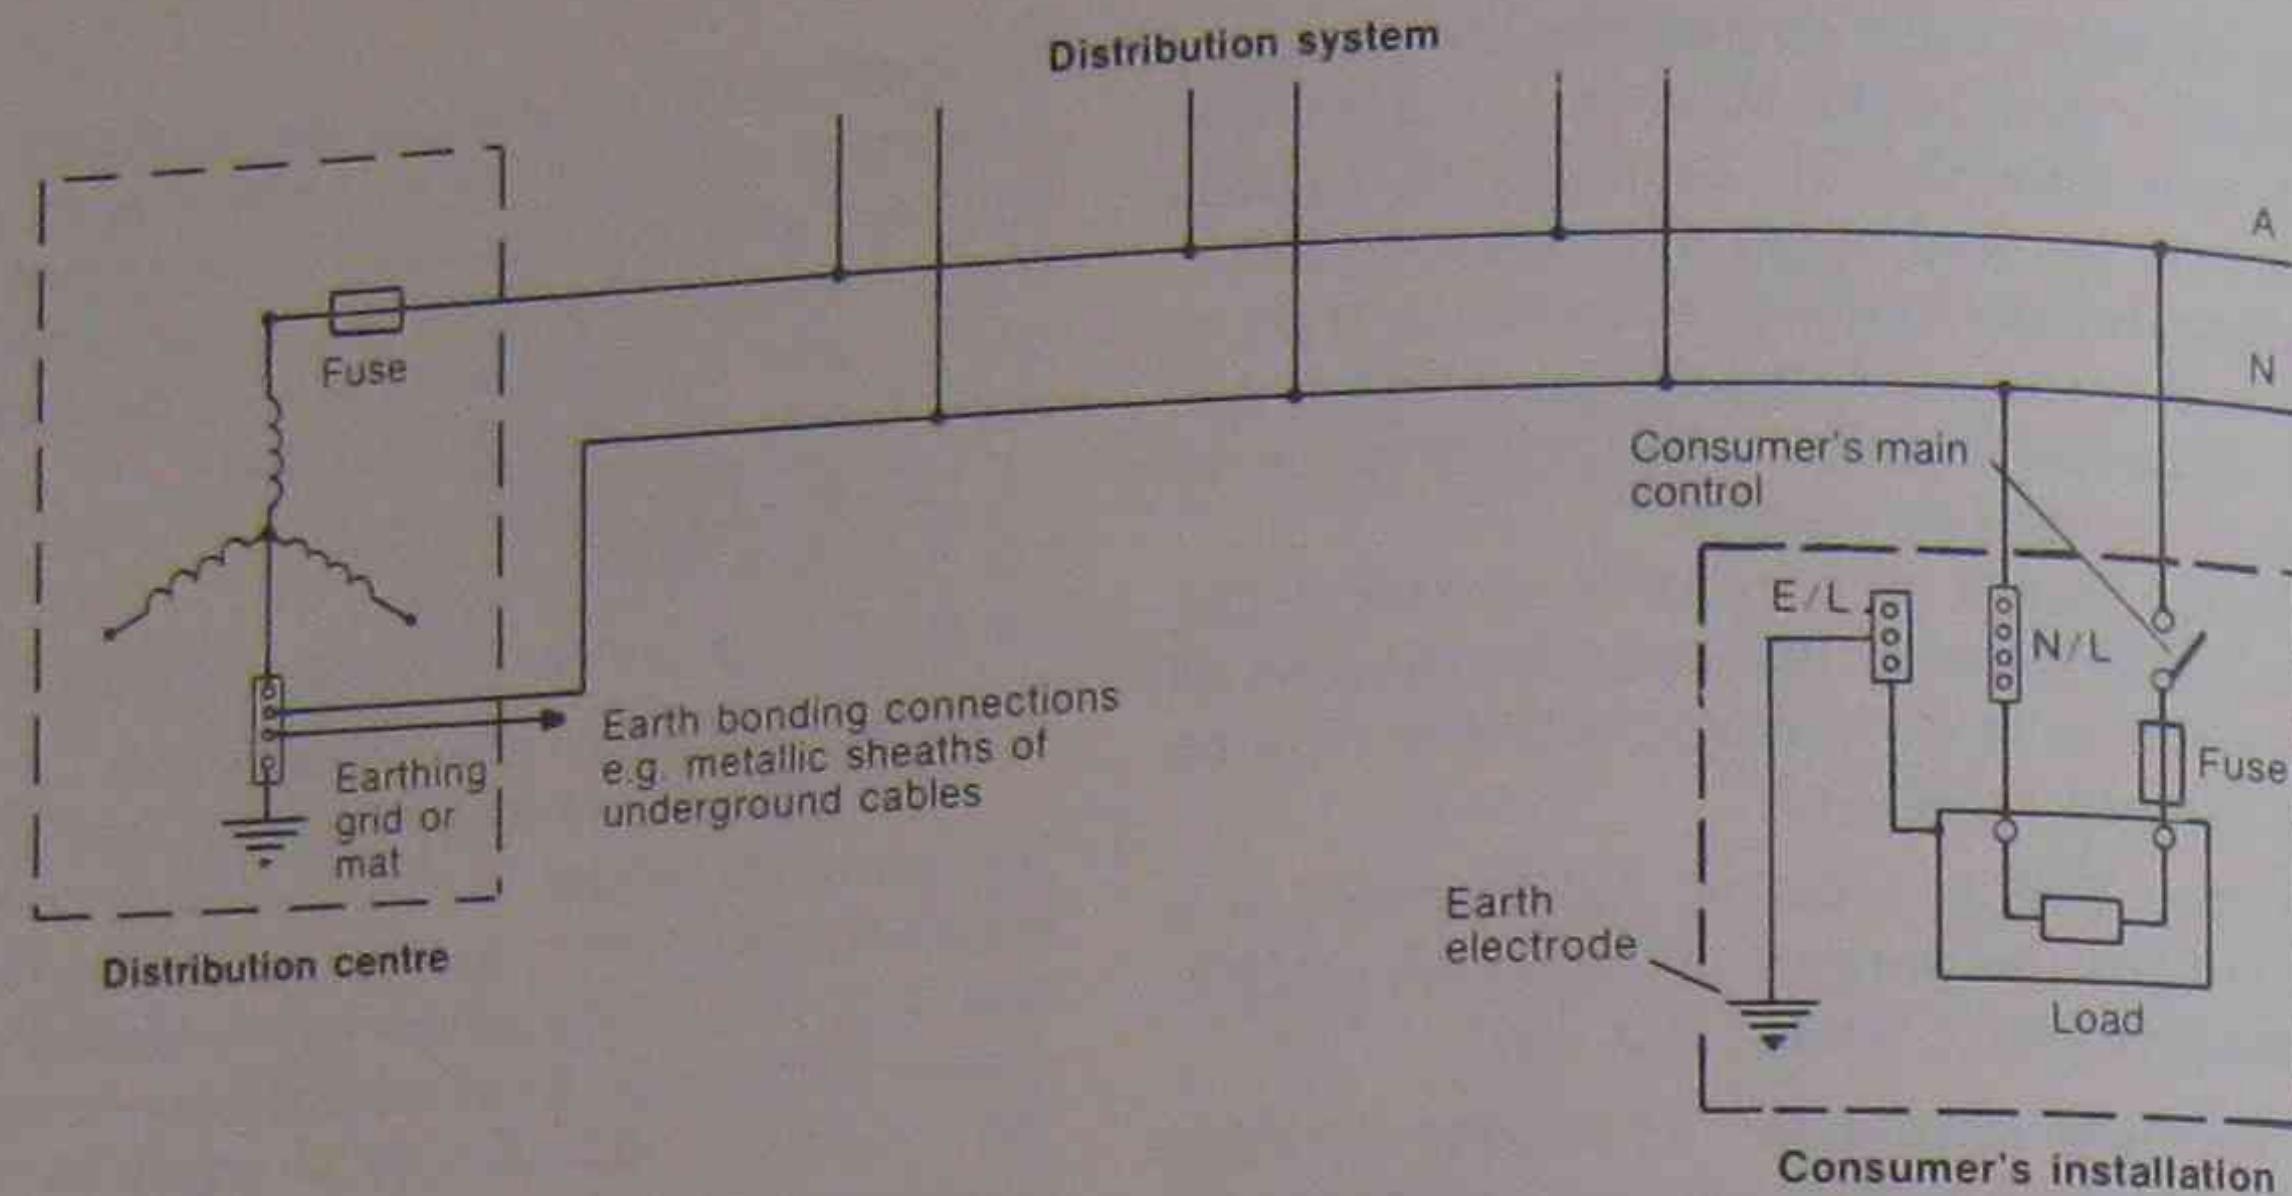 Distribution system
A
Fuse
N
Consumer's main
control
E/L
N/L
Earth bonding connections
e.g. metallic sheaths of
underground cables
Fuse
Earthing
grid or
mat
Earth
electrode
Distribution centre
Load
Consumer's installation